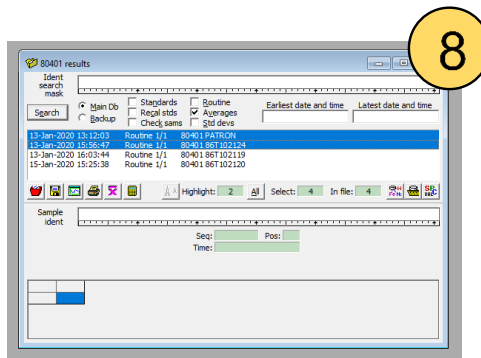 8
80401 results
Ident
search
mask
Search
Main Db
Backup
Standards
Recal stds
Check sams
Routine
Averages
Std devs
Earliest date and time
Latest date and time
13-Jan-2020 13:12:03 Routine 1/1 80401 PATRON
13-Jan-2020 15:56:47 Routine 1/1 80401 86T102124
13-Jan-2020 16:03:44 Routine 1/1 80401 86T102119
15-Jan-2020 15:25:38 Routine 1/1 80401 86T102120
Highlight: 2 All Select: 4 In file: 4
Sample
ident
Seq: Pos:
Time: